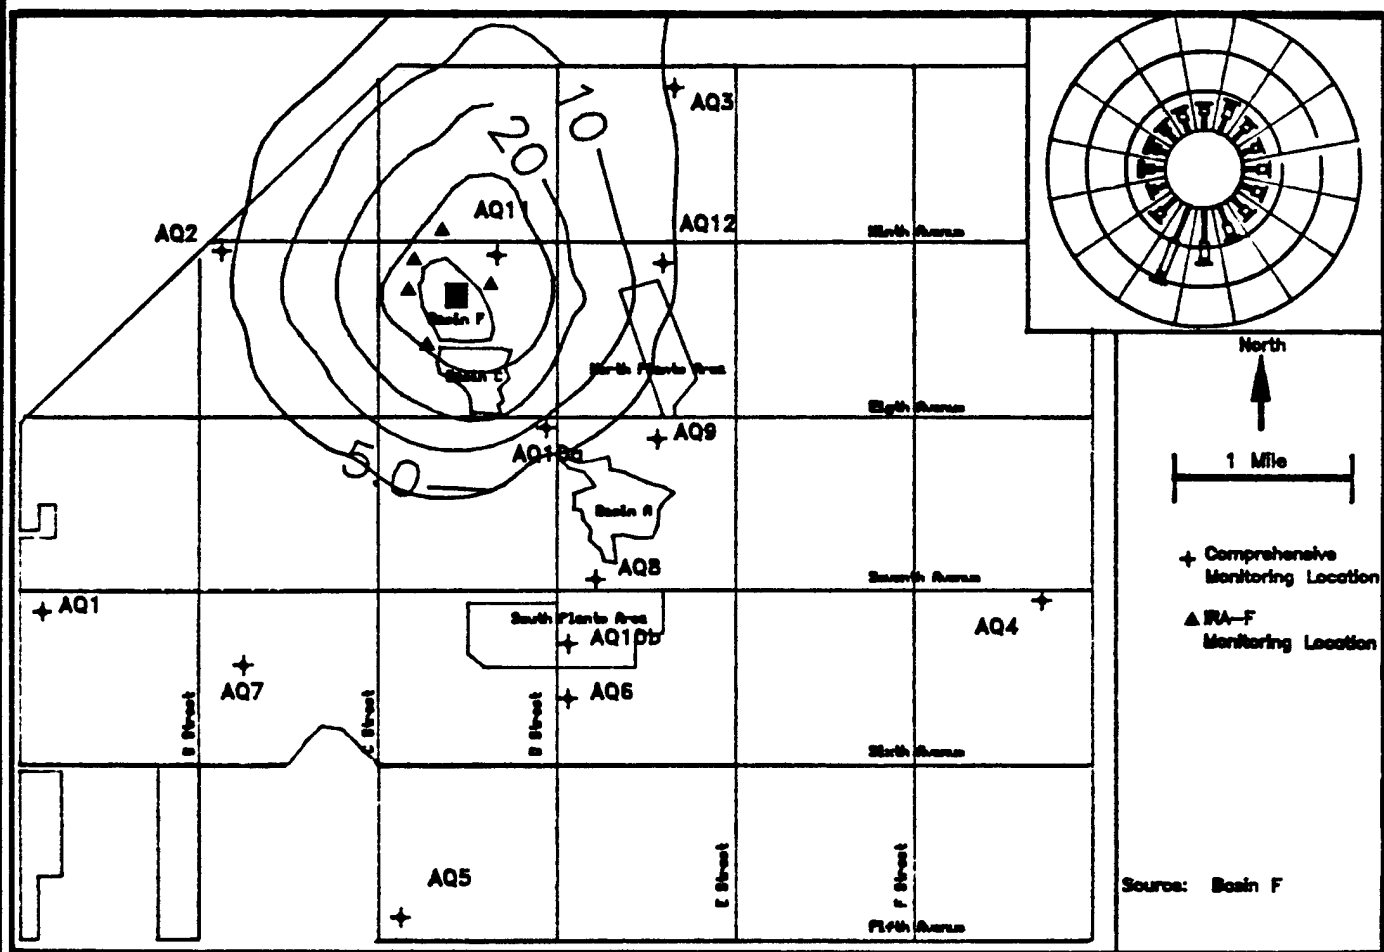 10
AQ3
20
AQ11
AQ2
AQ12
Ninth Avenue
Basin F
North Plants Area
Basin C
North
Eigth Avenue
AQ9
AQ10a
5.0
1 Mile
Basin A
Comprehensive
Monitoring Location
AQ8
Seventh Avenue
AQ1
South Plants Area
AQ10b
AQ4
IRA-F
Monitoring Location
AQ7
AQ6
B Street
C Street
D Street
Sixth Avenue
E Street
F Street
AQ5
Source: Basin F
Fifth Avenue